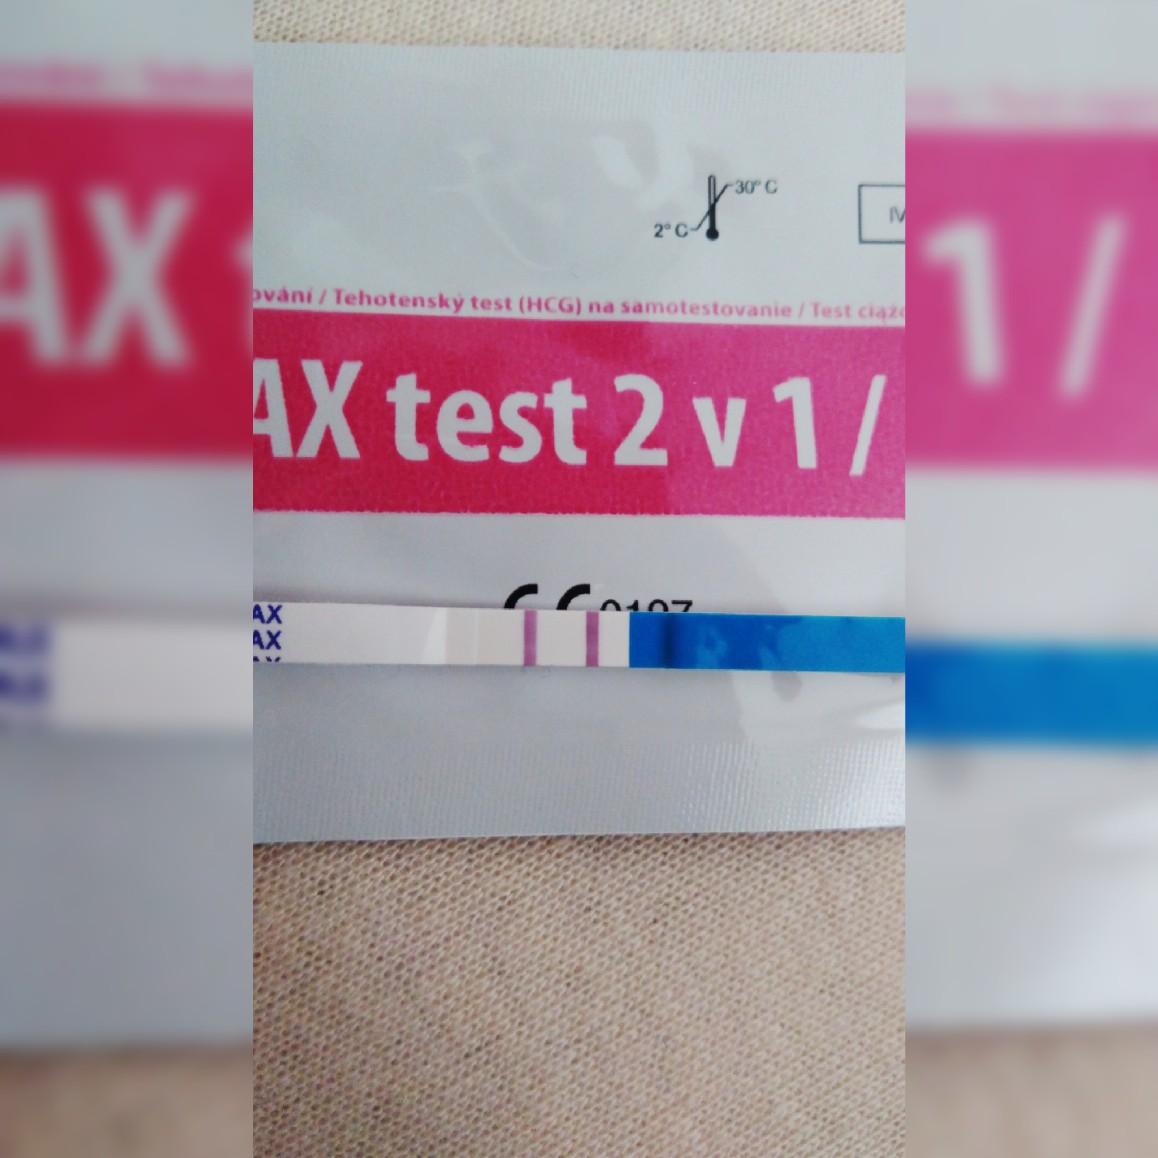 30° C
2° C
ování / Tehotenský test (HCG) na samotestovanie / Test ciąż
AX test 2 v 1 /
AX
AX